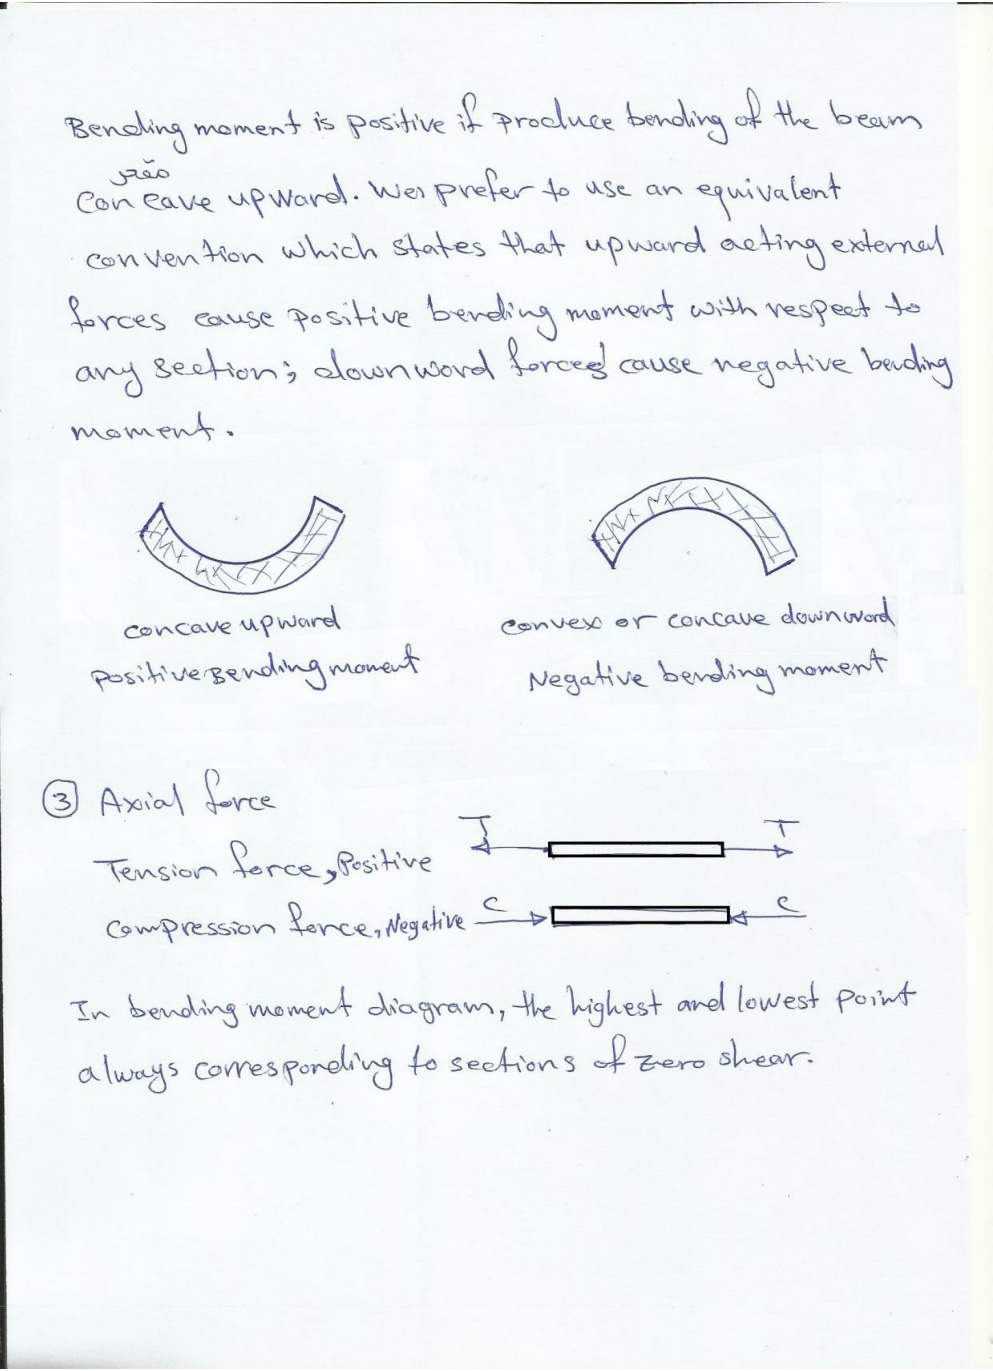 Bending moment is positive if produce bending of the beam
مقعر
Concave upward. We prefer to use an equivalent
convention which states that upward acting external
forces cause positive bending moment with respect to
any section; downword forces cause negative bending
moment.
concave upward
convex or concave downword
positive Bending moment
Negative bending moment
3 Axial force
T T
Tension force, Positive
Compression force, Negative
C C
In bending moment diagram, the highest and lowest point
always corresponding to sections of zero shear.